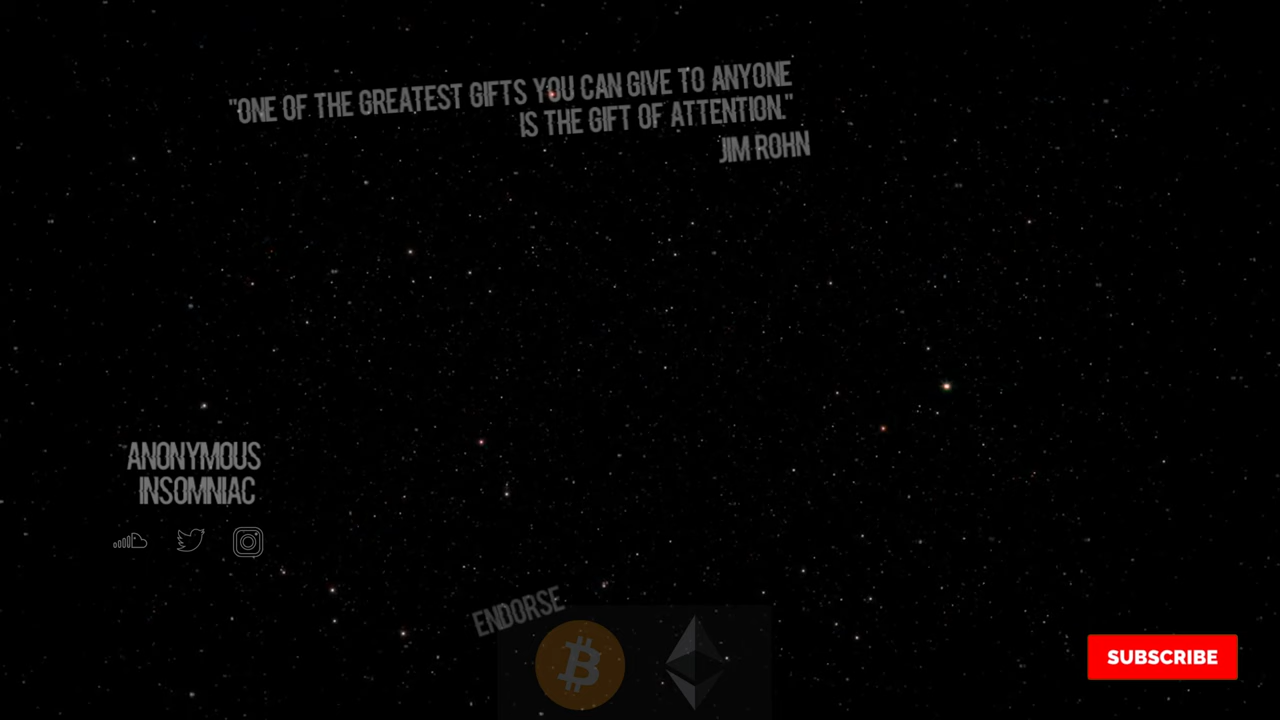 "ONE OF THE GREATEST GIFTS YOU CAN GIVE TO ANYONE
IS THE GIFT OF ATTENTION."
JIM ROHN
ANONYMOUS
INSOMNIAC
ENDORSE
SUBSCRIBE